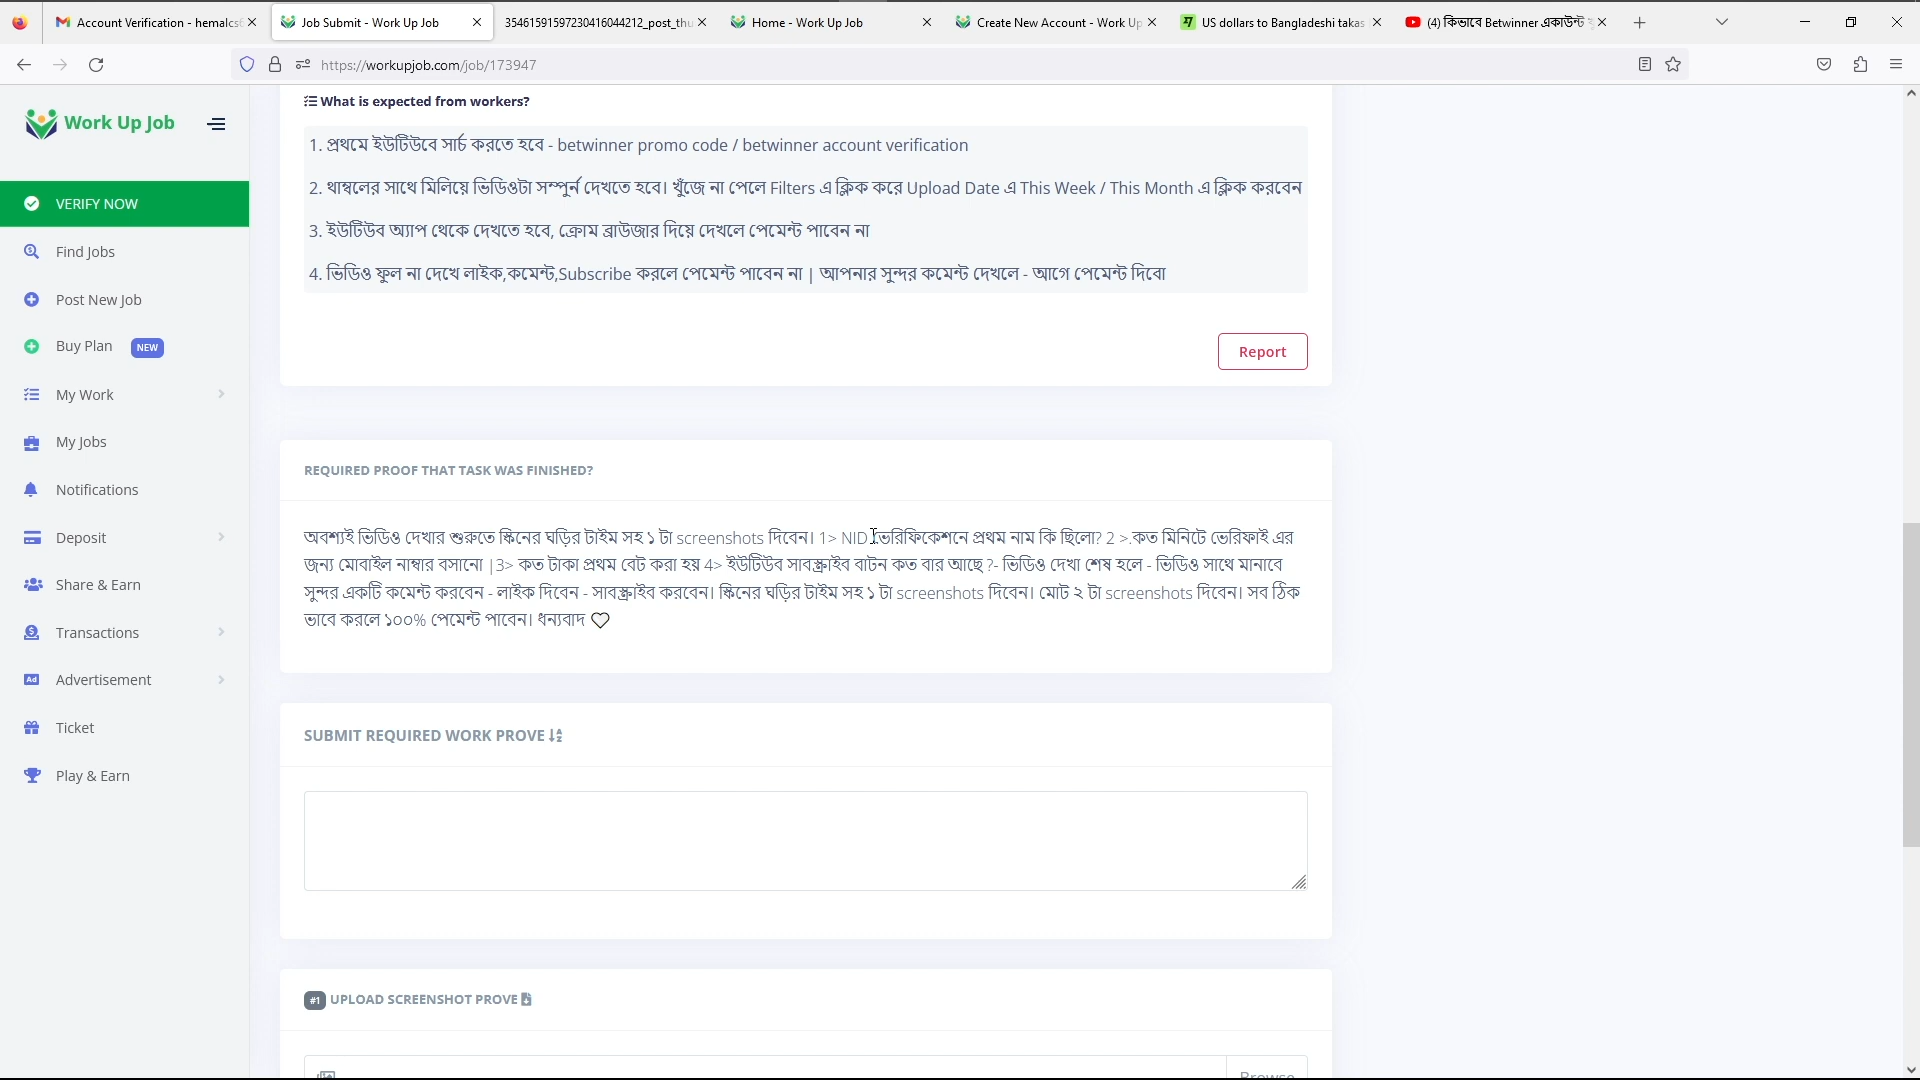 Account Verification - hemalcs
Job Submit - Work Up Job
35461591597230416044212_post_thu
Home - Work Up Job
Create New Account - Work Up
US dollars to Bangladeshi takas
(4) কিভাবে Betwinner একাউন্ট
https://workupjob.com/job/173947
Work Up Job
What is expected from workers?
1. প্রথমে ইউটিউবে সার্চ করতে হবে - betwinner promo code / betwinner account verification
2. থাম্বলের সাথে মিলিয়ে ভিডিওটা সম্পুর্ন দেখতে হবে। খুঁজে না পেলে Filters এ ক্লিক করে Upload Date এ This Week / This Month এ ক্লিক করবেন
3. ইউটিউব অ্যাপ থেকে দেখতে হবে, ক্রোম ব্রাউজার দিয়ে দেখলে পেমেন্ট পাবেন না
4. ভিডিও ফুল না দেখে লাইক,কমেন্ট,Subscribe করলে পেমেন্ট পাবেন না | আপনার সুন্দর কমেন্ট দেখলে - আগে পেমেন্ট দিবো
Report
VERIFY NOW
Find Jobs
Post New Job
Buy Plan NEW
My Work
My Jobs
Notifications
Deposit
Share & Earn
Transactions
Ad Advertisement
Ticket
Play & Earn
REQUIRED PROOF THAT TASK WAS FINISHED?
অবশ্যই ভিডিও দেখার শুরুতে স্কিনের ঘড়ির টাইম সহ ১ টা screenshots দিবেন। 1> NID ভেরিফিকেশনে প্রথম নাম কি ছিলো? 2 >.কত মিনিটে ভেরিফাই এর
জন্য মোবাইল নাম্বার বসানো |3> কত টাকা প্রথম বেট করা হয় 4> ইউটিউব সাবস্ক্রাইব বাটন কত বার আছে ?- ভিডিও দেখা শেষ হলে - ভিডিও সাথে মানাবে
সুন্দর একটি কমেন্ট করবেন - লাইক দিবেন - সাবস্ক্রাইব করবেন। স্কিনের ঘড়ির টাইম সহ ১ টা screenshots দিবেন। মোট ২ টা screenshots দিবেন। সব ঠিক
ভাবে করলে ১০০% পেমেন্ট পাবেন। ধন্যবাদ ♡
SUBMIT REQUIRED WORK PROVE
#1 UPLOAD SCREENSHOT PROVE
Browse